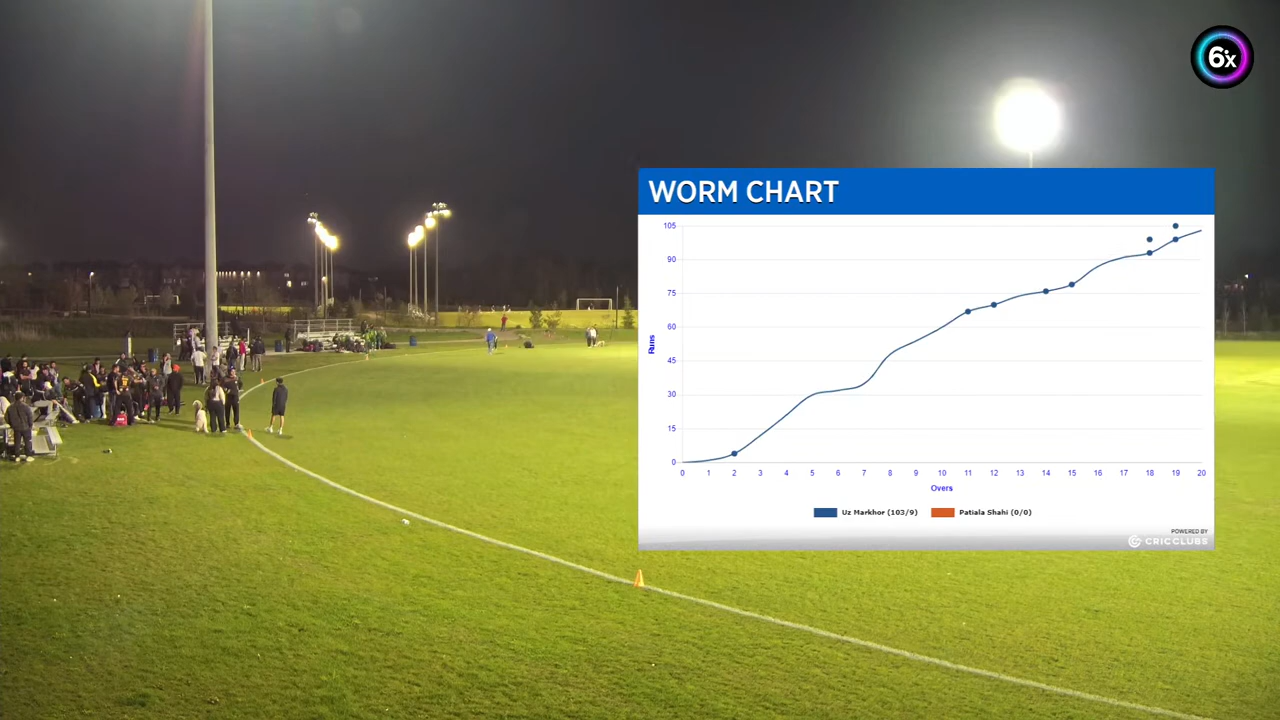 6x
WORM CHART
105
90
75
60
45
30
15
0
Runs
0 1 2 3 4 5 6 7 8 9 10 11 12 13 14 15 16 17 18 19 20
Overs
Uz Markhor (103/9) Patiala Shahi (0/0)
POWERED BY
CRICCLUBS